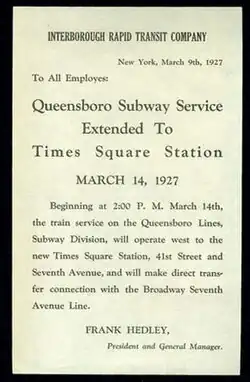 INTERBOROUGH RAPID TRANSIT COMPANY
New York, March 9th, 1927
To All Employes:
Queensboro Subway Service
Extended To
Times Square Station
MARCH 14, 1927
Beginning at 2:00 P. M. March 14th,
the train service on the Queensboro Lines,
Subway Division, will operate west to the
new Times Square Station, 41st Street and
Seventh Avenue, and will make direct trans-
fer connection with the Broadway Seventh
Avenue Line.
FRANK HEDLEY,
President and General Manager.